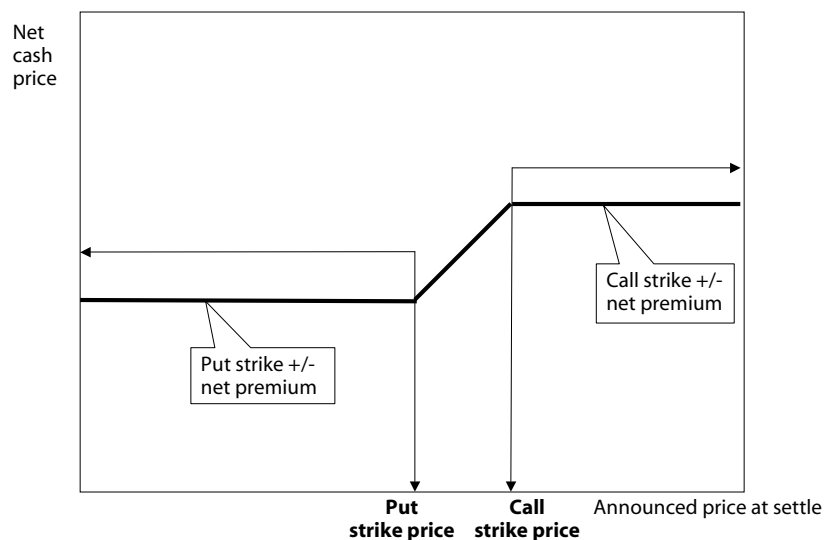 Net
cash
price
Call strike +/-
net premium
Put strike +/-
net premium
Put
strike price
Call
strike price
Announced price at settle